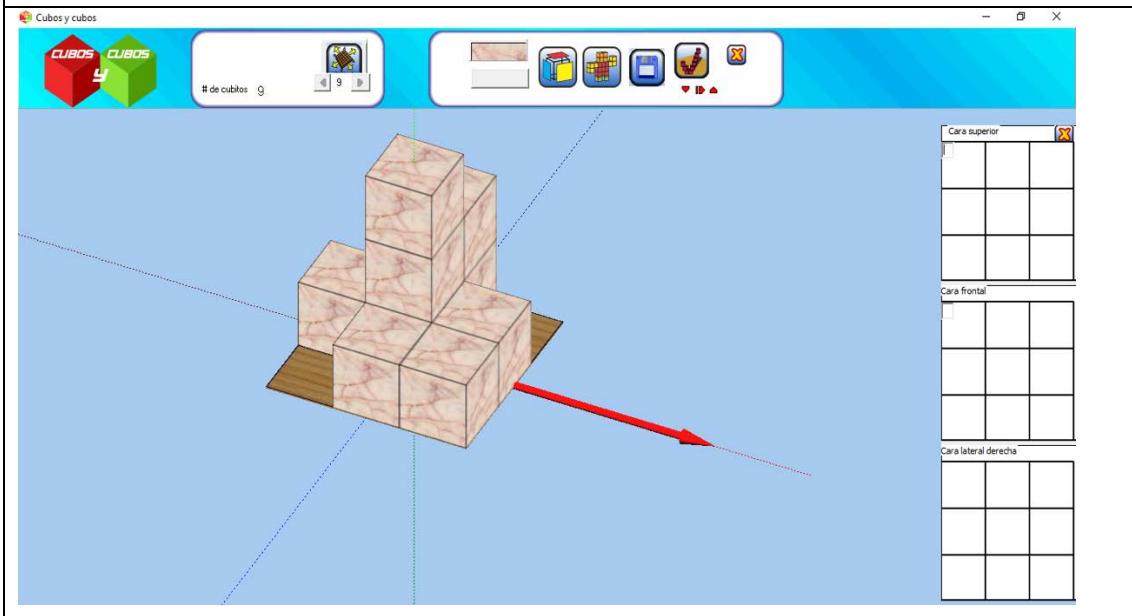 Cubos y cubos
CUBOS CUBOS
y
# de cubitos 9
9
Cara superior
Cara frontal
Cara lateral derecha